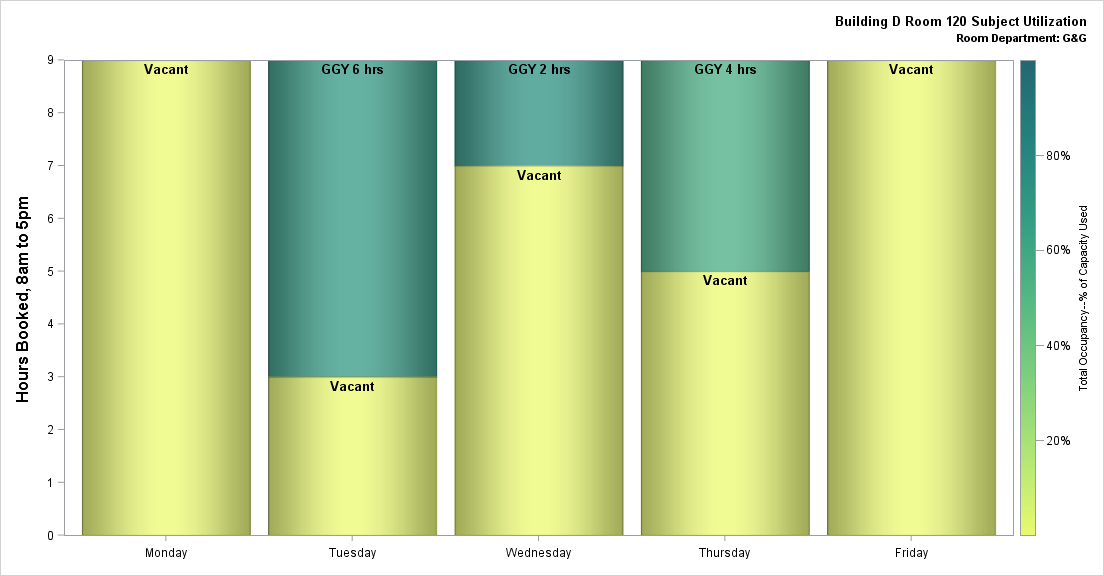 Building D Room 120 Subject Utilization
Room Department: G&G
Hours Booked, 8am to 5pm
9
8
7
6
5
4
3
2
1
0
Vacant
GGY 6 hrs
GGY 2 hrs
GGY 4 hrs
Vacant
Vacant
Vacant
Vacant
Monday
Tuesday
Wednesday
Thursday
Friday
80%
60%
40%
20%
Total Occupancy--% of Capacity Used